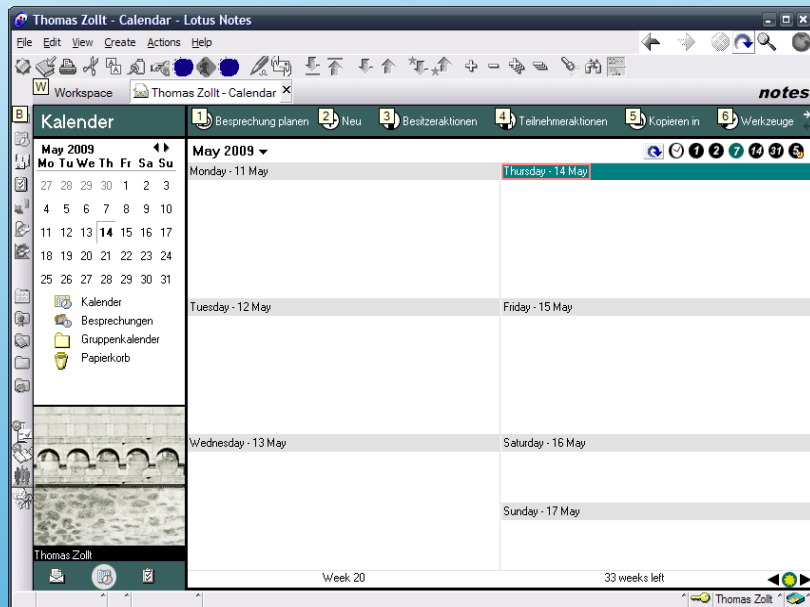 Thomas Zollt - Calendar - Lotus Notes
File Edit View Create Actions Help
W Workspace Thomas Zollt - Calendar notes
B Kalender 1 Besprechung planen 2 Neu 3 Besitzeraktionen 4 Teilnehmeraktionen 5 Kopieren in 6 Werkzeuge
May 2009
Mo Tu We Th Fr Sa Su
27 28 29 30 1 2 3
4 5 6 7 8 9 10
11 12 13 14 15 16 17
18 19 20 21 22 23 24
25 26 27 28 29 30 31
Kalender
Besprechungen
Gruppenkalender
Papierkorb
Thomas Zollt
May 2009 1 2 7 14 31
Monday - 11 May
Thursday - 14 May
Tuesday - 12 May
Friday - 15 May
Wednesday - 13 May
Saturday - 16 May
Sunday - 17 May
Week 20 33 weeks left
Thomas Zollt